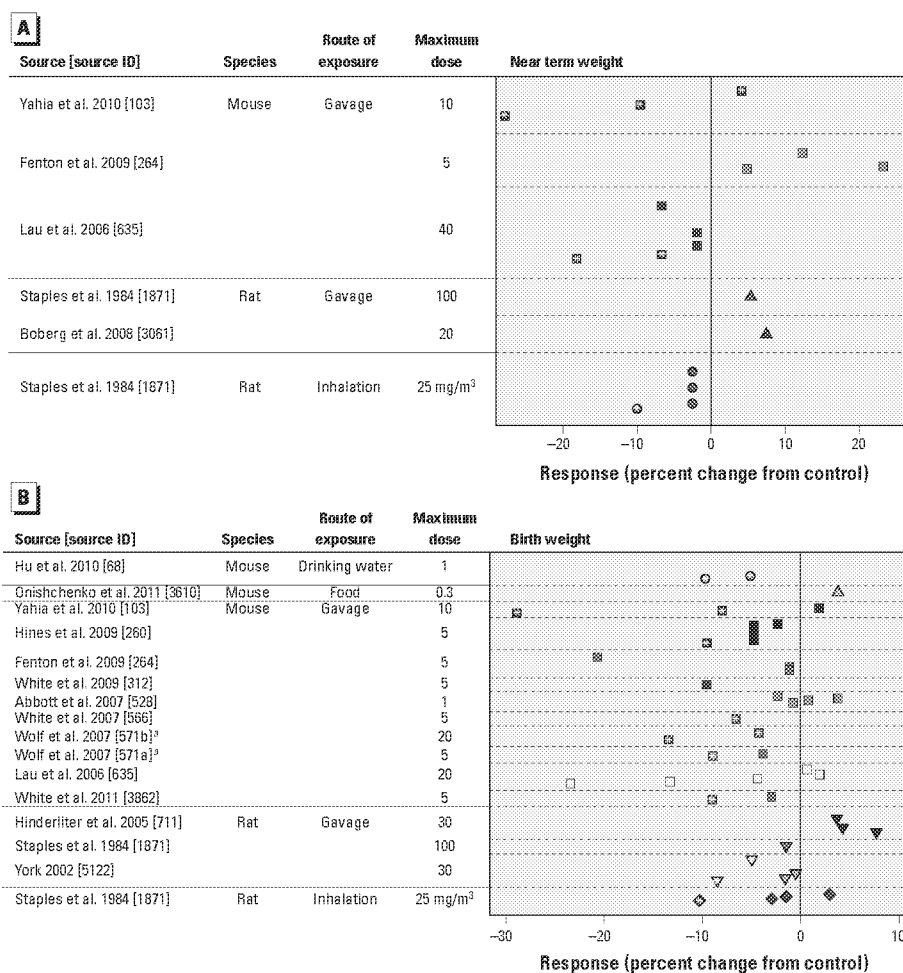 A
Route of Maximum
Source [source ID] Species exposure dose Near term weight
Yahia et al. 2010 [103] Mouse Gavage 10
Fenton et al. 2009 [264] 5
Lau et al. 2006 [635] 40
Staples et al. 1984 [1871] Rat Gavage 100
Boberg et al. 2008 [3061] 20
Staples et al. 1984 [1871] Rat Inhalation 25 mg/m³
–20 –10 0 10 20
Response (percent change from control)
B
Route of Maximum
Source [source ID] Species exposure dose Birth weight
Hu et al. 2010 [68] Mouse Drinking water 1
Onishchenko et al. 2011 [3610] Mouse Food 0.3
Yahia et al. 2010 [103] Mouse Gavage 10
Hines et al. 2009 [260] 5
Fenton et al. 2009 [264] 5
White et al. 2009 [312] 5
Abbott et al. 2007 [528] 1
White et al. 2007 [566] 5
Wolf et al. 2007 [571b]ᵃ 20
Wolf et al. 2007 [571a]ᵃ 5
Lau et al. 2006 [635] 20
White et al. 2011 [3862] 5
Hinderliter et al. 2005 [711] Rat Gavage 30
Staples et al. 1984 [1871] 100
York 2002 [5122] 30
Staples et al. 1984 [1871] Rat Inhalation 25 mg/m³
–30 –20 –10 0 10
Response (percent change from control)